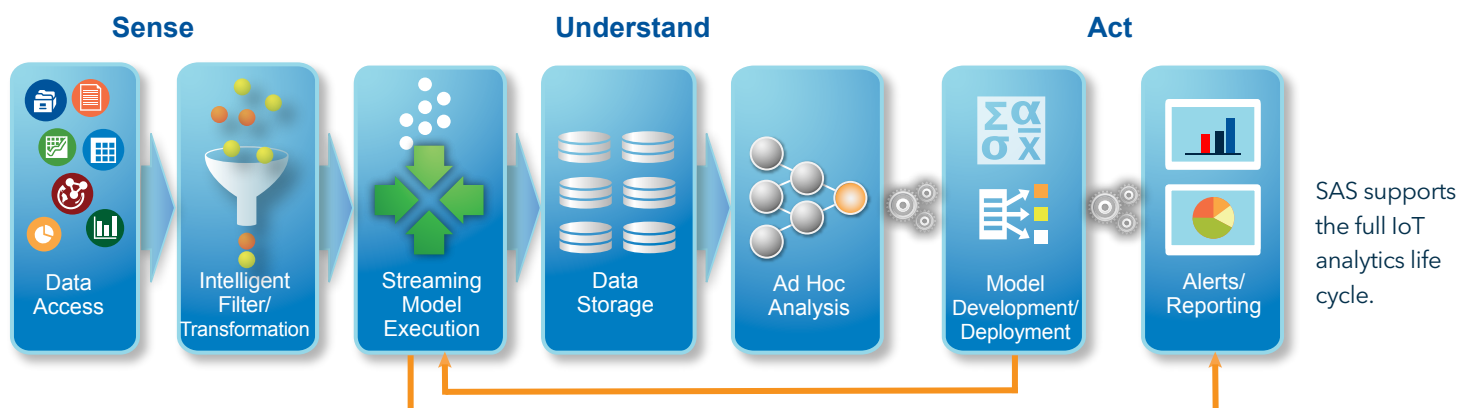 Sense
Understand
Act
Data
Access
Intelligent
Filter/
Transformation
Streaming
Model
Execution
Data
Storage
Ad Hoc
Analysis
Σα
σx̅
Model
Development/
Deployment
Alerts/
Reporting
SAS supports
the full IoT
analytics life
cycle.